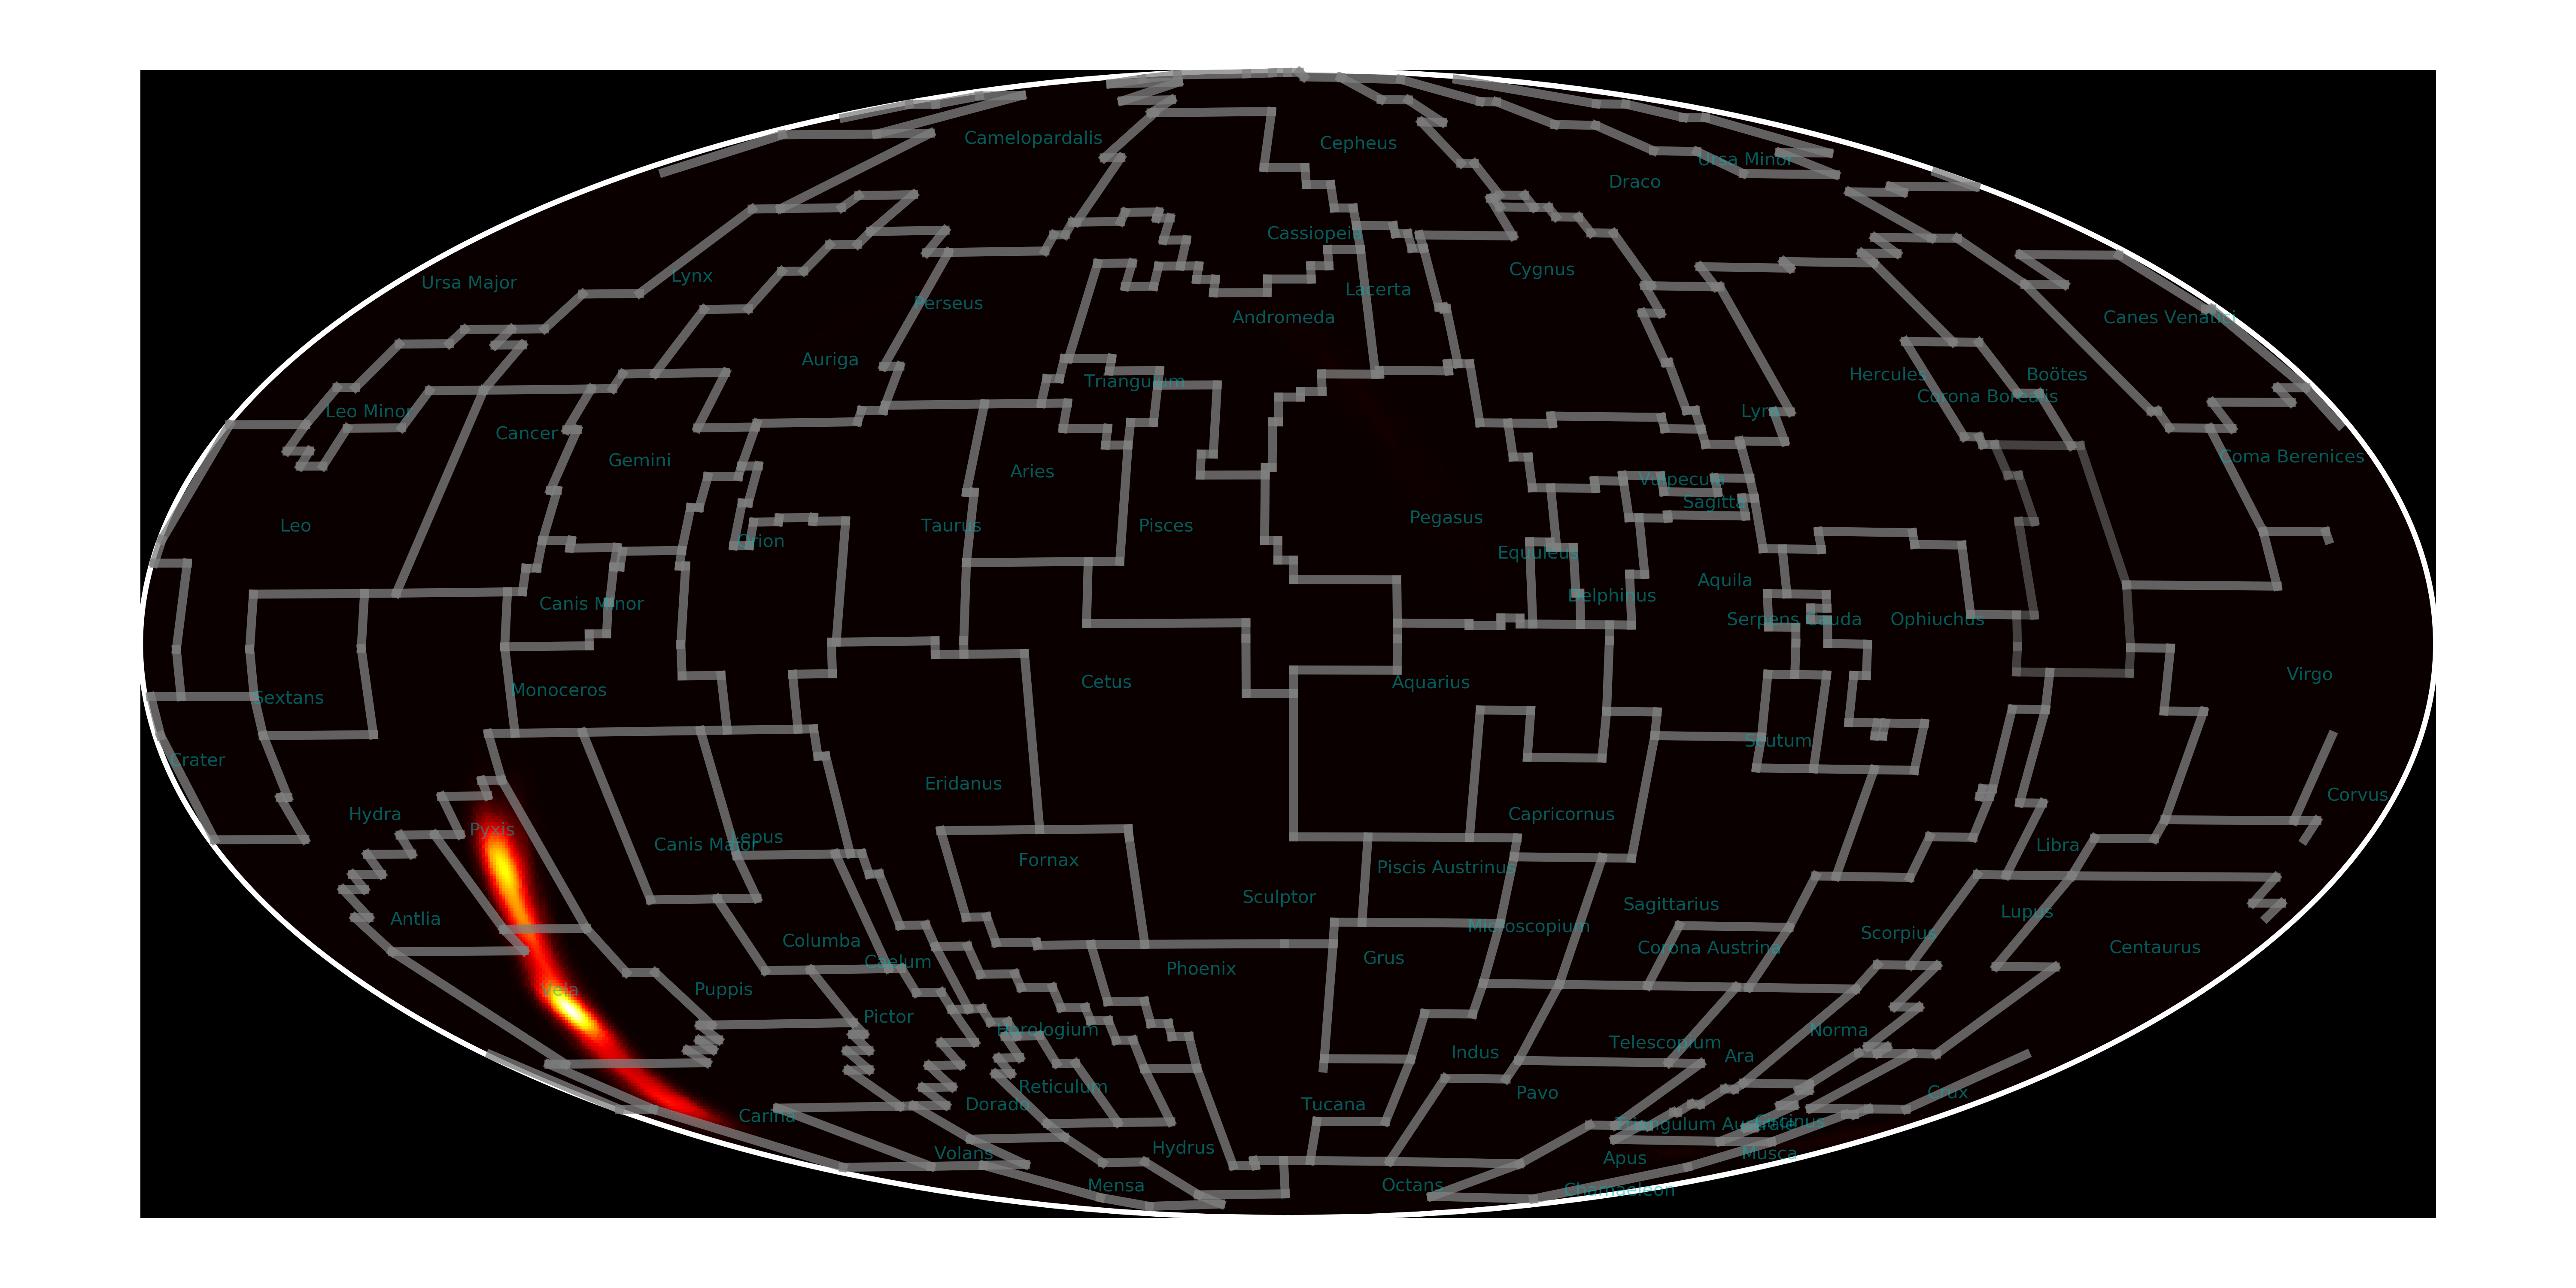 Camelopardalis
Cepheus
Ursa Minor
Draco
Cassiopeia
Ursa Major
Lynx
Cygnus
Lacerta
Perseus
Andromeda
Canes Venatici
Auriga
Triangulum
Hercules
Boötes
Corona Borealis
Leo Minor
Lyra
Cancer
Gemini
Aries
Coma Berenices
Vulpecula
Sagitta
Leo
Taurus
Pisces
Pegasus
Orion
Equuleus
Aquila
Canis Minor
Delphinus
Serpens Cauda
Ophiuchus
Virgo
Cetus
Aquarius
Monoceros
Sextans
Scutum
Crater
Eridanus
Corvus
Hydra
Capricornus
Pyxis
Lepus
Canis Major
Libra
Fornax
Piscis Austrinus
Sculptor
Sagittarius
Lupus
Antlia
Microscopium
Scorpius
Columba
Corona Austrina
Centaurus
Caelum
Grus
Phoenix
Vela
Puppis
Pictor
Horologium
Norma
Telescopium
Indus
Ara
Reticulum
Pavo
Crux
Dorado
Tucana
Carina
Triangulum Australe
Circinus
Hydrus
Volans
Musca
Apus
Mensa
Octans
Chamaeleon